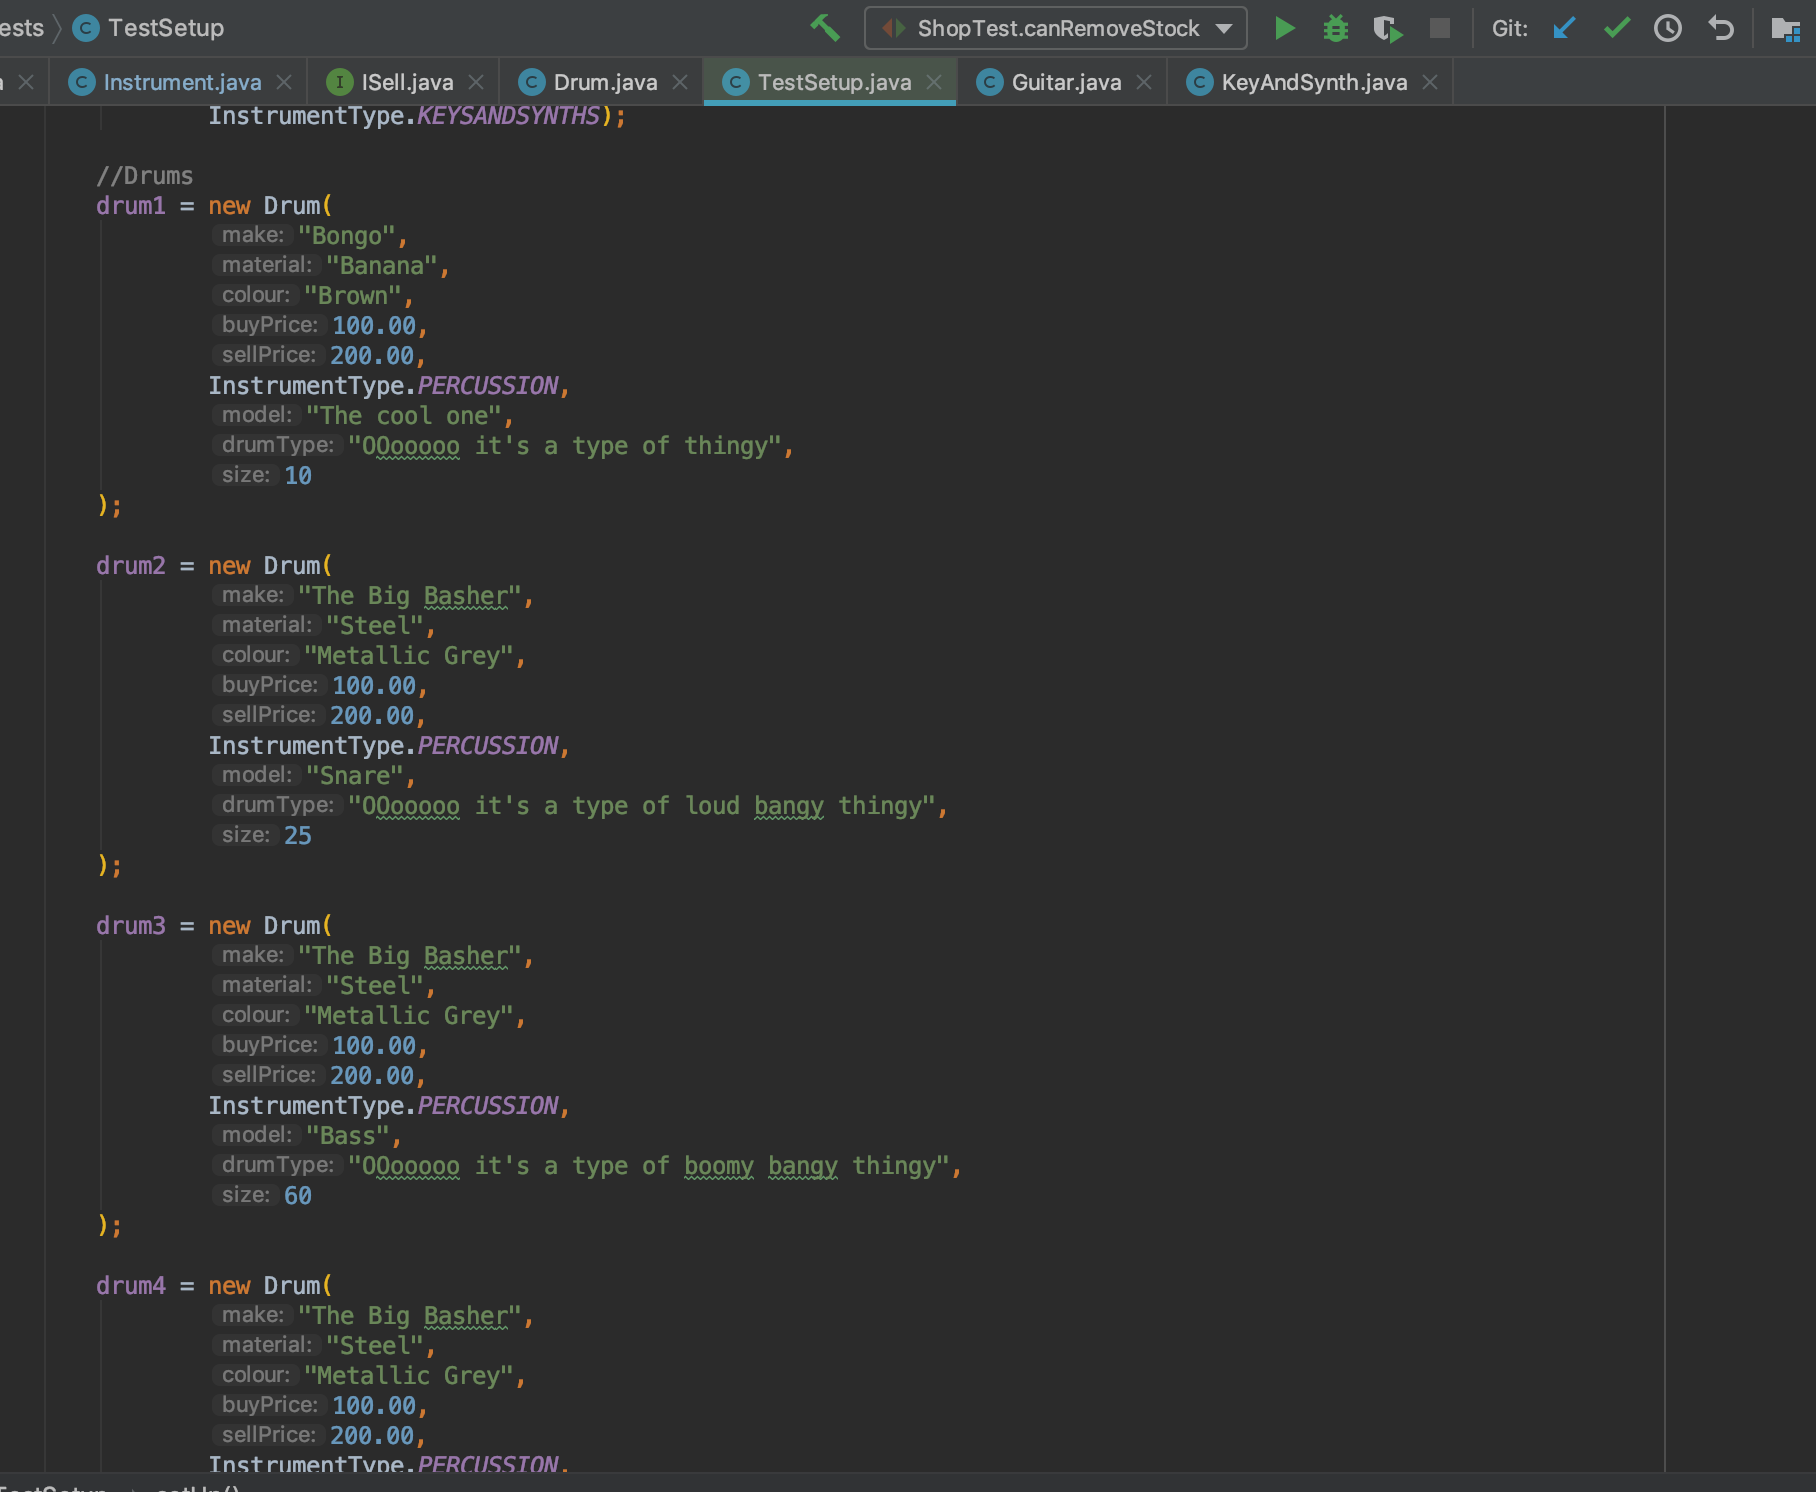 ests TestSetup ShopTest.canRemoveStock Git:
Instrument.java ISell.java Drum.java TestSetup.java Guitar.java KeyAndSynth.java
InstrumentType.KEYSANDSYNTHS);
//Drums
drum1 = new Drum(
make: "Bongo",
material: "Banana",
colour: "Brown",
buyPrice: 100.00,
sellPrice: 200.00,
InstrumentType.PERCUSSION,
model: "The cool one",
drumType: "OOooooo it's a type of thingy",
size: 10
);
drum2 = new Drum(
make: "The Big Basher",
material: "Steel",
colour: "Metallic Grey",
buyPrice: 100.00,
sellPrice: 200.00,
InstrumentType.PERCUSSION,
model: "Snare",
drumType: "OOooooo it's a type of loud bangy thingy",
size: 25
);
drum3 = new Drum(
make: "The Big Basher",
material: "Steel",
colour: "Metallic Grey",
buyPrice: 100.00,
sellPrice: 200.00,
InstrumentType.PERCUSSION,
model: "Bass",
drumType: "OOooooo it's a type of boomy bangy thingy",
size: 60
);
drum4 = new Drum(
make: "The Big Basher",
material: "Steel",
colour: "Metallic Grey",
buyPrice: 100.00,
sellPrice: 200.00,
InstrumentType.PERCUSSION,
TestSetup setUp()